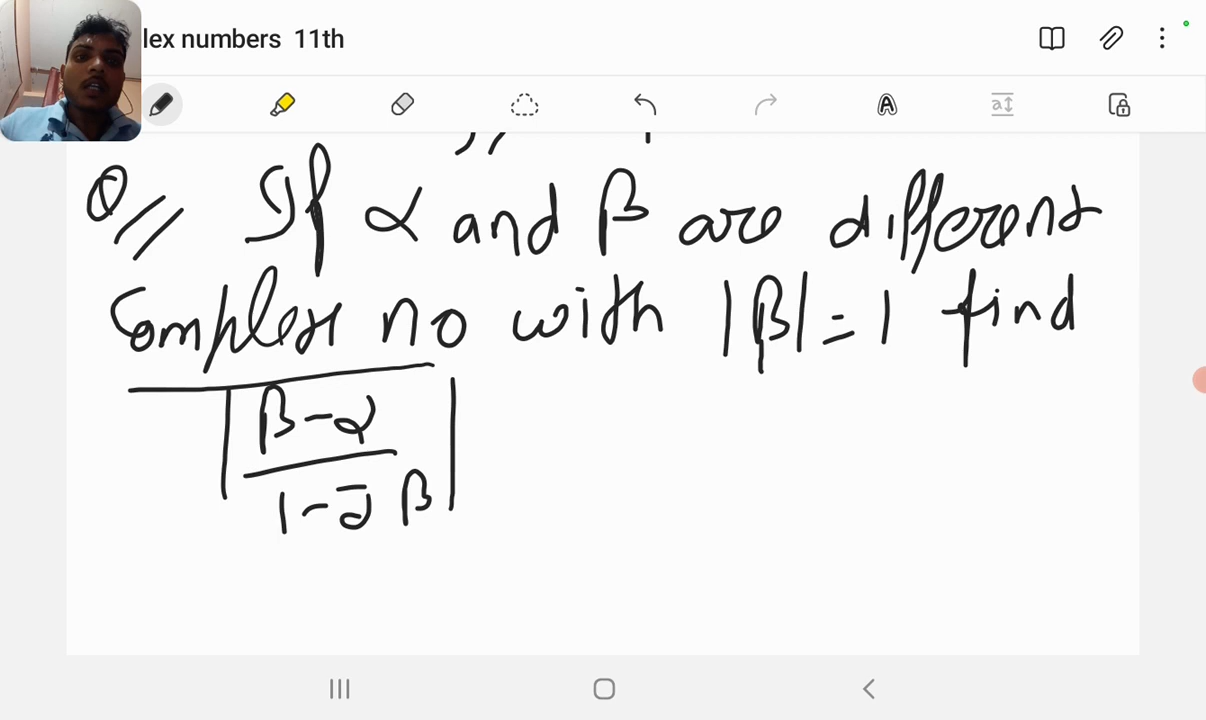 lex numbers 11th
Q// If α and β are different
Complex no with |β| = 1 find
|β-α / 1-ᾱβ|